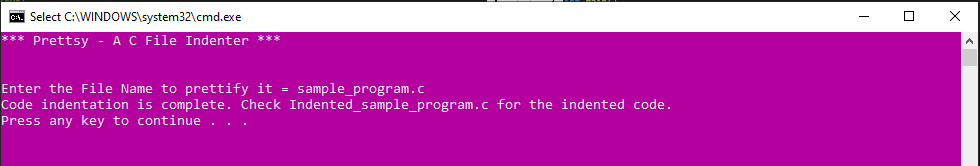 Select C:\WINDOWS\system32\cmd.exe
*** Prettsy - A C File Indenter ***
Enter the File Name to prettify it = sample_program.c
Code indentation is complete. Check Indented_sample_program.c for the indented code.
Press any key to continue . . .